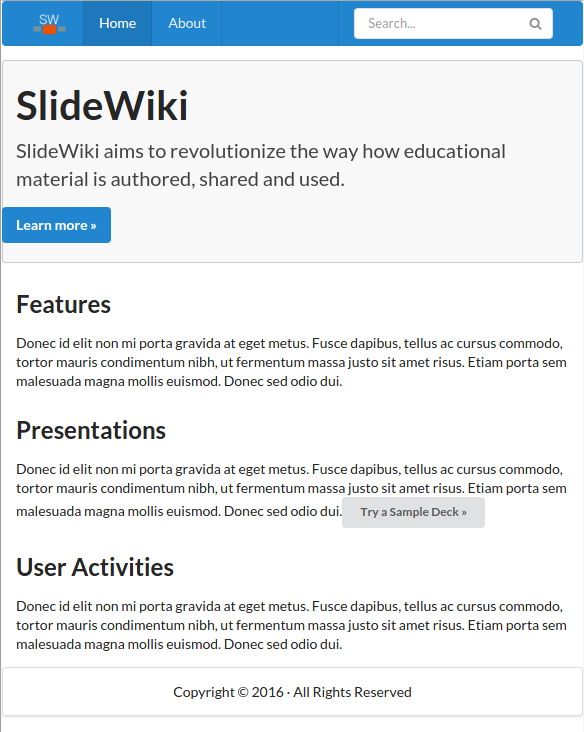 SW
Home
About
Search...
SlideWiki
SlideWiki aims to revolutionize the way how educational
material is authored, shared and used.
Learn more »
Features
Donec id elit non mi porta gravida at eget metus. Fusce dapibus, tellus ac cursus commodo,
tortor mauris condimentum nibh, ut fermentum massa justo sit amet risus. Etiam porta sem
malesuada magna mollis euismod. Donec sed odio dui.
Presentations
Donec id elit non mi porta gravida at eget metus. Fusce dapibus, tellus ac cursus commodo,
tortor mauris condimentum nibh, ut fermentum massa justo sit amet risus. Etiam porta sem
malesuada magna mollis euismod. Donec sed odio dui. Try a Sample Deck »
User Activities
Donec id elit non mi porta gravida at eget metus. Fusce dapibus, tellus ac cursus commodo,
tortor mauris condimentum nibh, ut fermentum massa justo sit amet risus. Etiam porta sem
malesuada magna mollis euismod. Donec sed odio dui.
Copyright © 2016 · All Rights Reserved